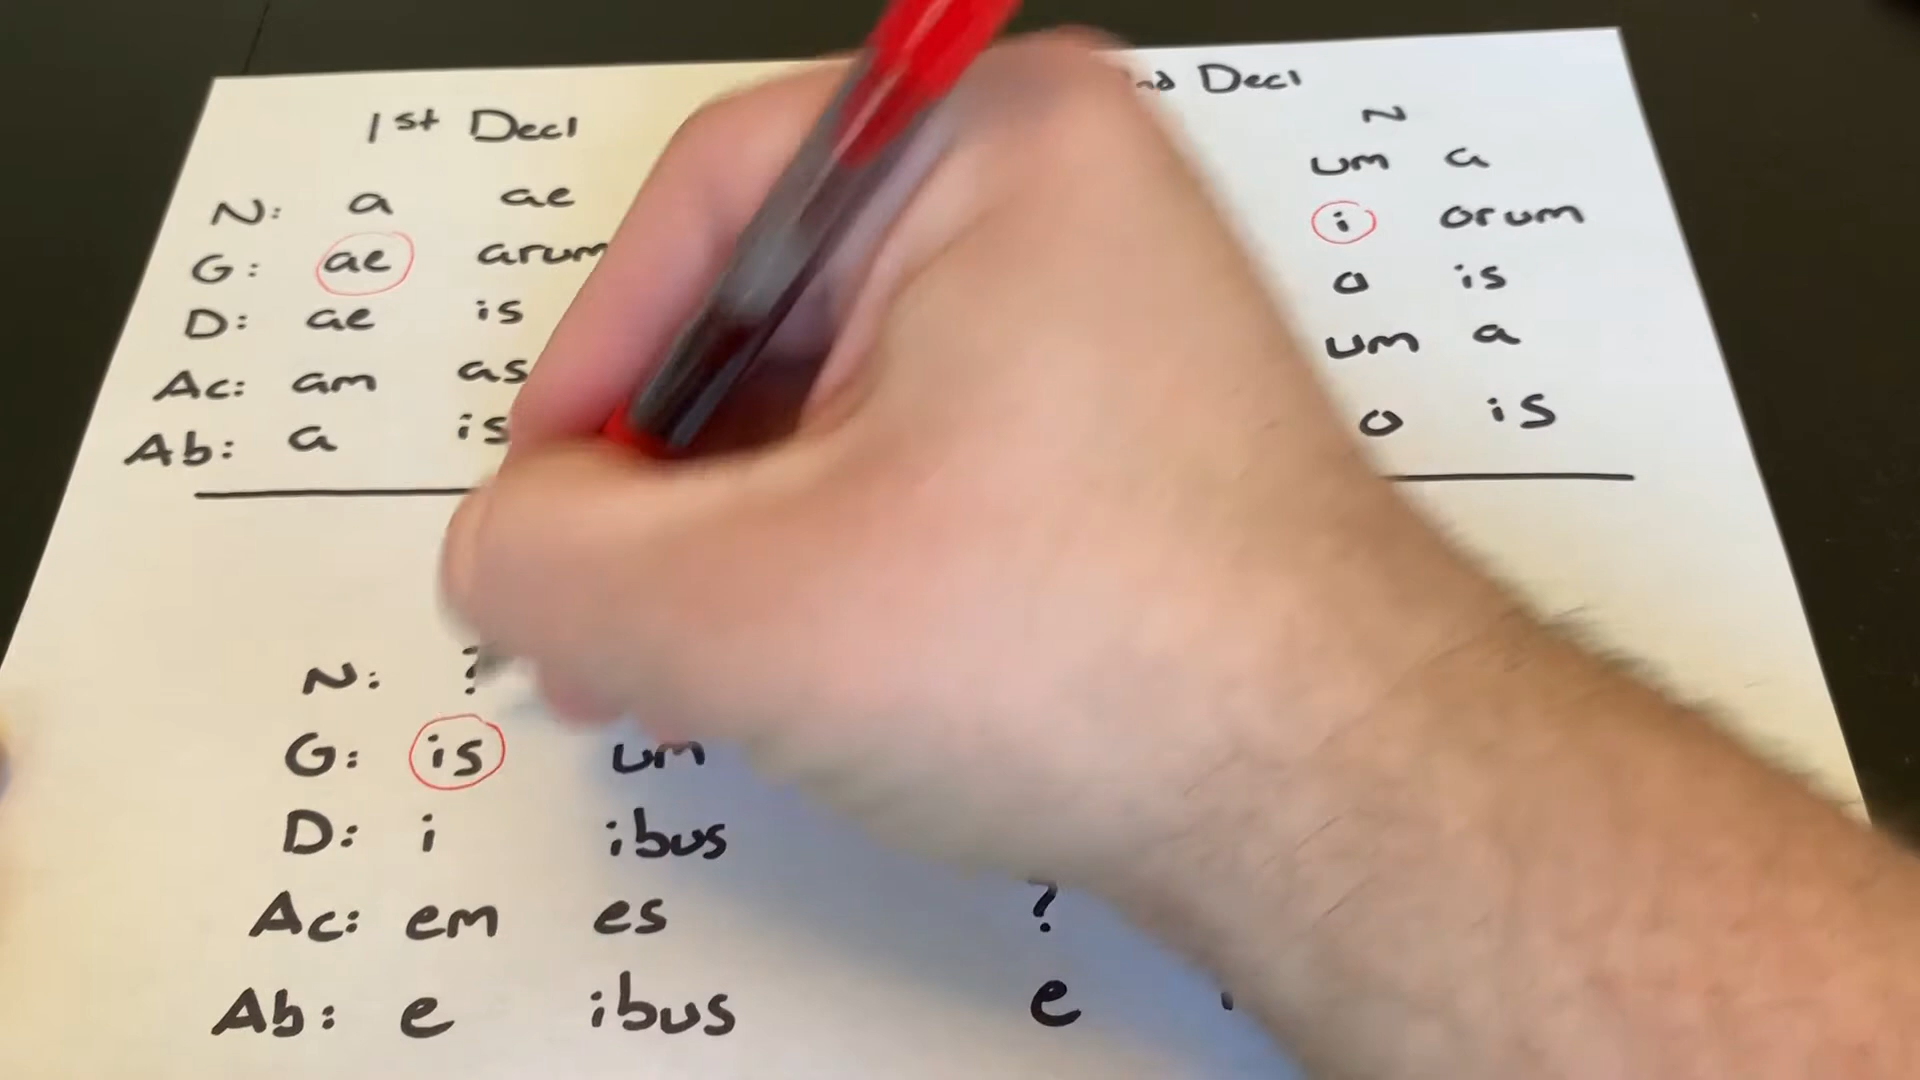 1st Decl
Decl
N
N: a ae um a
G: ae arum i orum
D: ae is o is
Ac: am as um a
Ab: a is o is
N: ?
G: is um
D: i ibus
Ac: em es ?
Ab: e ibus e